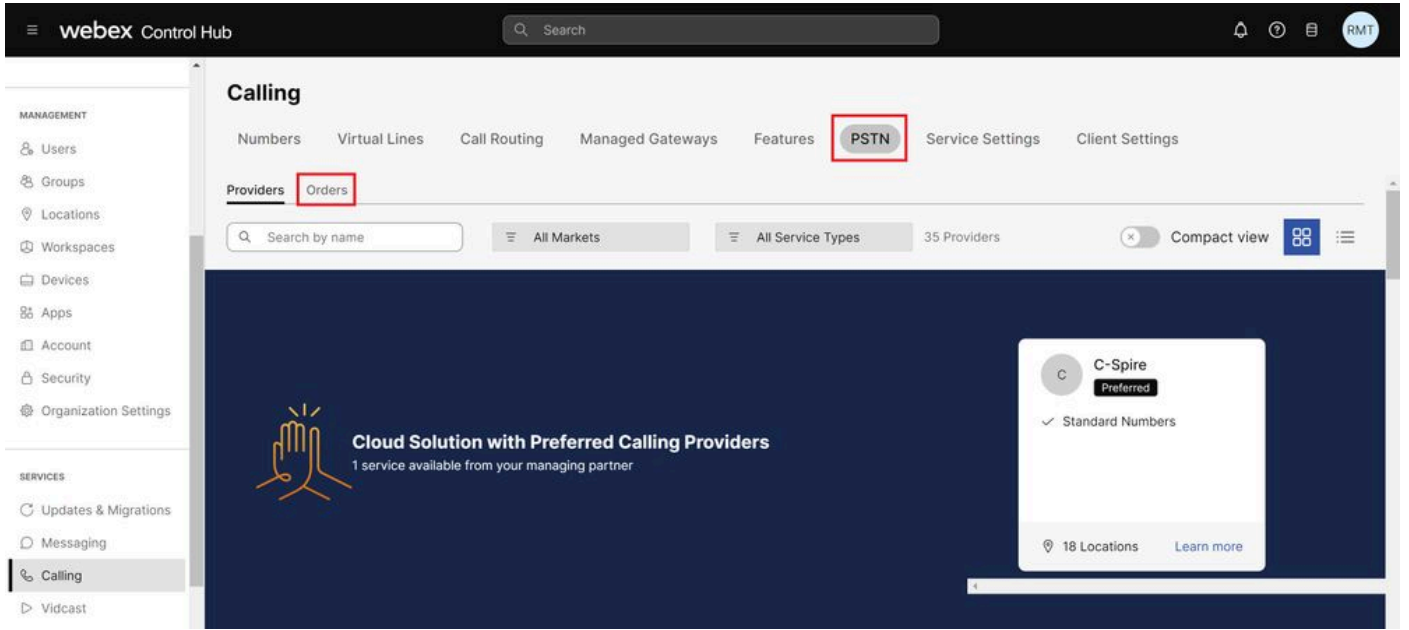 webex Control Hub
Search
RMT
MANAGEMENT
Users
Groups
Locations
Workspaces
Devices
Apps
Account
Security
Organization Settings
SERVICES
Updates & Migrations
Messaging
Calling
Vidcast
Calling
Numbers Virtual Lines Call Routing Managed Gateways Features PSTN Service Settings Client Settings
Providers Orders
Search by name All Markets All Service Types 35 Providers Compact view
Cloud Solution with Preferred Calling Providers
1 service available from your managing partner
C
C-Spire
Preferred
Standard Numbers
18 Locations Learn more